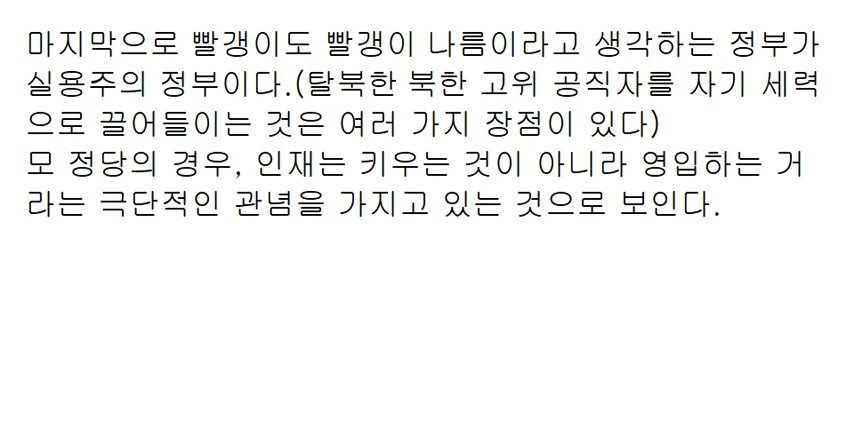 마지막으로 빨갱이도 빨갱이 나름이라고 생각하는 정부가
실용주의 정부이다.(탈북한 북한 고위 공직자를 자기 세력
으로 끌어들이는 것은 여러 가지 장점이 있다)
모 정당의 경우, 인재는 키우는 것이 아니라 영입하는 거
라는 극단적인 관념을 가지고 있는 것으로 보인다.